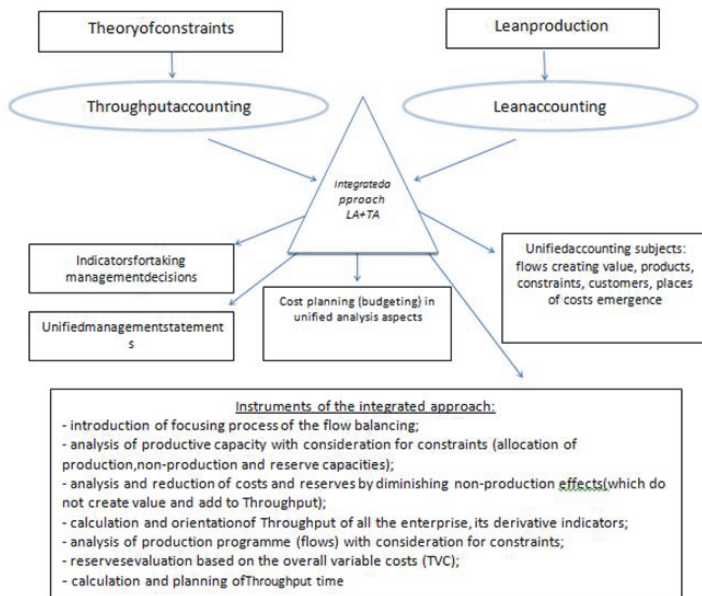 Theoryofconstraints
Leanproduction
Throughputaccounting
Leanaccounting
Integrateda
pproach
LA+TA
Indicatorsfortaking
managementdecisions
Unifiedaccounting subjects:
flows creating value, products,
constraints, customers, places
of costs emergence
Cost planning (budgeting) in
unified analysis aspects
Unifiedmanagementstatement
s
Instruments of the integrated approach:
- introduction of focusing process of the flow balancing;
- analysis of productive capacity with consideration for constraints (allocation of
production,non-production and reserve capacities);
- analysis and reduction of costs and reserves by diminishing non-production effects(which do
not create value and add to Throughput);
- calculation and orientationof Throughput of all the enterprise, its derivative indicators;
- analysis of production programme (flows) with consideration for constraints;
- reservesevaluation based on the overall variable costs (TVC);
- calculation and planning ofThroughput time